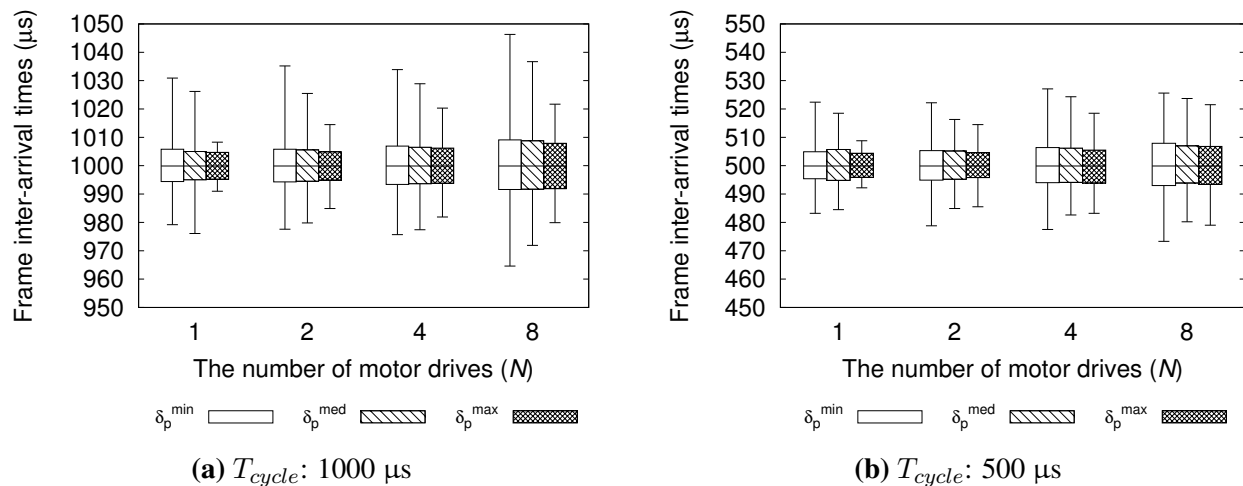 Frame inter-arrival times (μs)
1050
1040
1030
1020
1010
1000
990
980
970
960
950
1 2 4 8
The number of motor drives (N)
δp^min δp^med δp^max
(a) Tcycle: 1000 μs
Frame inter-arrival times (μs)
550
540
530
520
510
500
490
480
470
460
450
1 2 4 8
The number of motor drives (N)
δp^min δp^med δp^max
(b) Tcycle: 500 μs